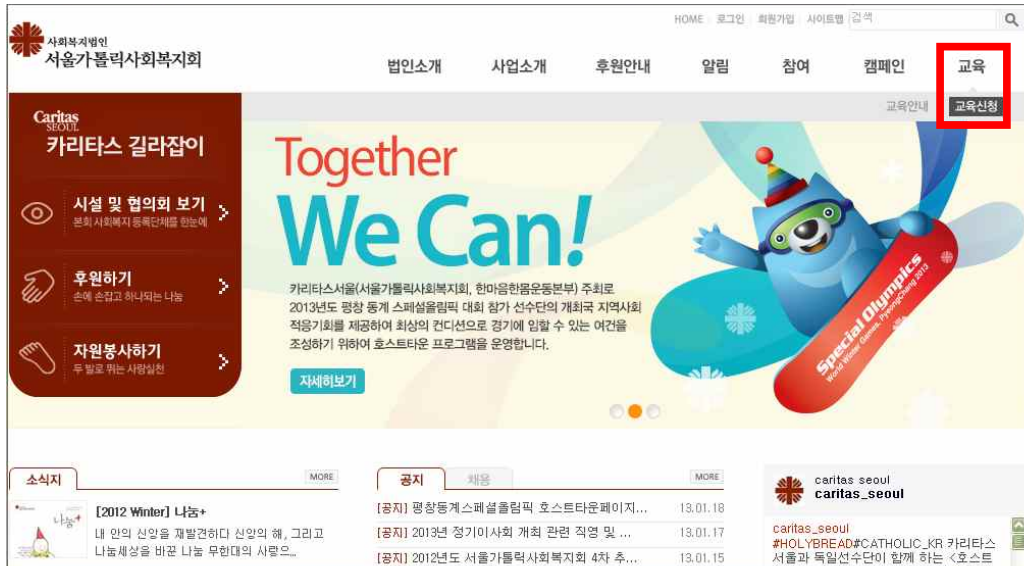 HOME 로그인 회원가입 사이트맵 검색
사회복지법인
서울가톨릭사회복지회
법인소개 사업소개 후원안내 알림 참여 캠페인 교육
교육안내 교육신청
Caritas
SEOUL
카리타스 길라잡이
시설 및 협의회 보기
본회 사회복지 등록단체를 한눈에
후원하기
손에 손잡고 하나되는 나눔
자원봉사하기
두 발로 뛰는 사랑실천
Together
We Can!
카리타스서울(서울가톨릭사회복지회, 한마음한몸운동본부) 주최로
2013년도 평창 동계 스페셜올림픽 대회 참가 선수단의 개최국 지역사회
적응기회를 제공하여 최상의 컨디션으로 경기에 임할 수 있는 여건을
조성하기 위하여 호스트타운 프로그램을 운영합니다.
자세히보기
Special Olympics
World Winter Games, PyeongChang 2013
소식지 MORE
나눔+
[2012 Winter] 나눔+
내 안의 신앙을 재발견하다 신앙의 해, 그리고
나눔세상을 바꾼 나눔 무한대의 사랑으...
공지 채용 MORE
[공지] 평창동계스페셜올림픽 호스트타운페이지... 13.01.18
[공지] 2013년 정기이사회 개최 관련 직영 및 ... 13.01.17
[공지] 2012년도 서울가톨릭사회복지회 4차 추... 13.01.15
caritas seoul
caritas_seoul
caritas_seoul
#HOLYBREAD#CATHOLIC_KR 카리타스
서울과 독일선수단이 함께 하는 <호스트